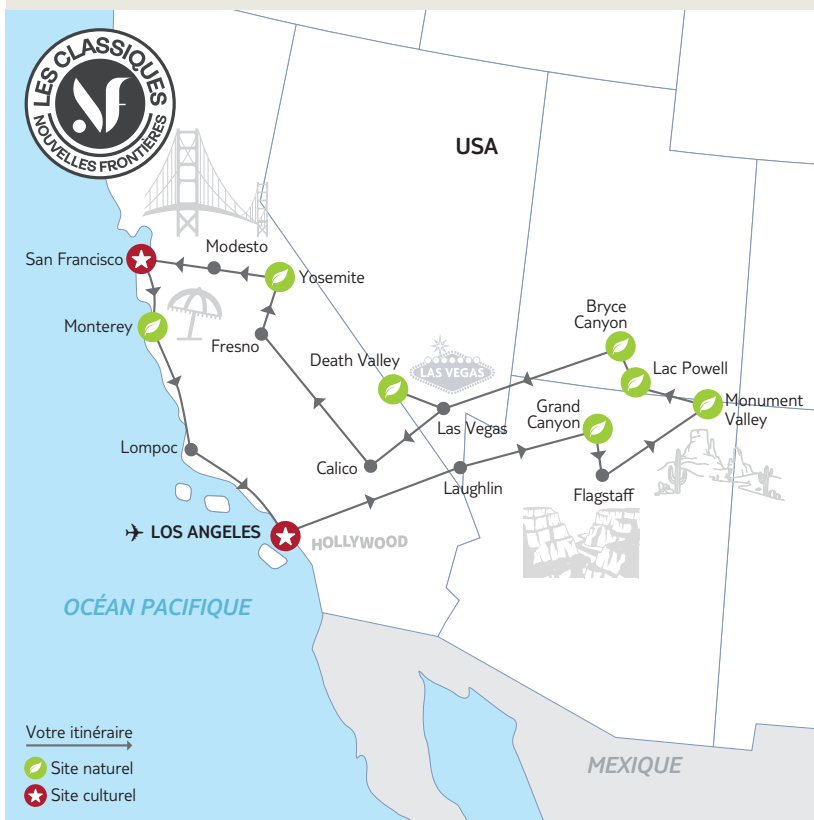 LES CLASSIQUES
NOUVELLES FRONTIÈRES
USA
San Francisco
Modesto
Yosemite
Monterey
Fresno
Death Valley
LAS VEGAS
Bryce
Canyon
Lac Powell
Monument
Valley
Grand
Canyon
Las Vegas
Lompoc
Calico
Laughlin
Flagstaff
LOS ANGELES
HOLLYWOOD
OCÉAN PACIFIQUE
Votre itinéraire
Site naturel
Site culturel
MEXIQUE